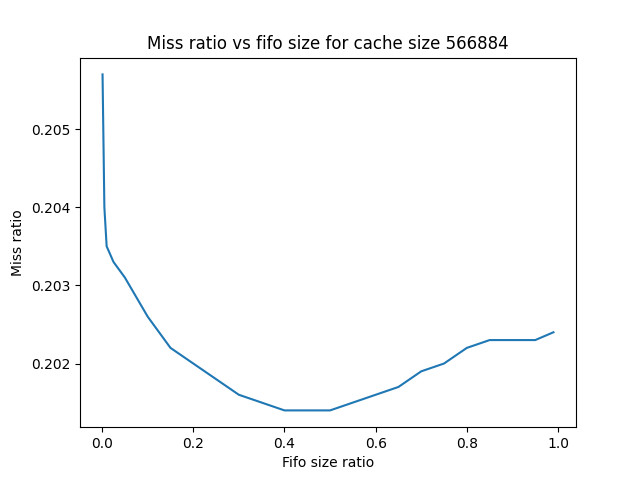 Miss ratio vs fifo size for cache size 566884
0.205
0.204
0.203
0.202
Miss ratio
0.0 0.2 0.4 0.6 0.8 1.0
Fifo size ratio